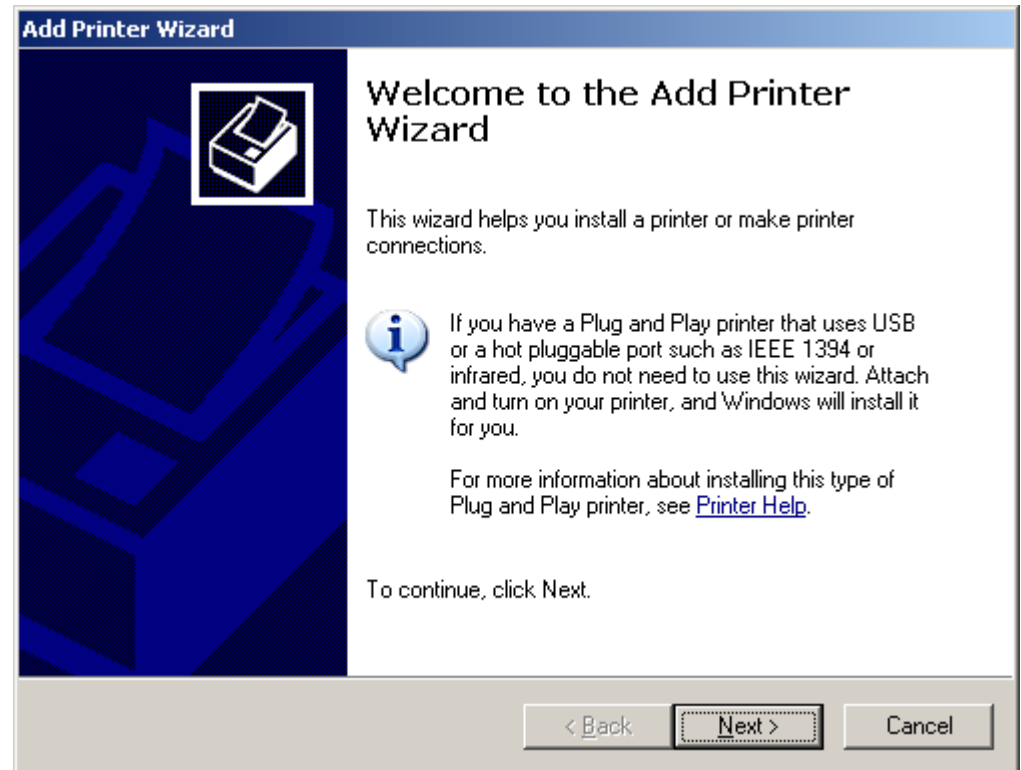 Add Printer Wizard
Welcome to the Add Printer
Wizard
This wizard helps you install a printer or make printer
connections.
If you have a Plug and Play printer that uses USB
or a hot pluggable port such as IEEE 1394 or
infrared, you do not need to use this wizard. Attach
and turn on your printer, and Windows will install it
for you.
For more information about installing this type of
Plug and Play printer, see Printer Help.
To continue, click Next.
< Back
Next >
Cancel